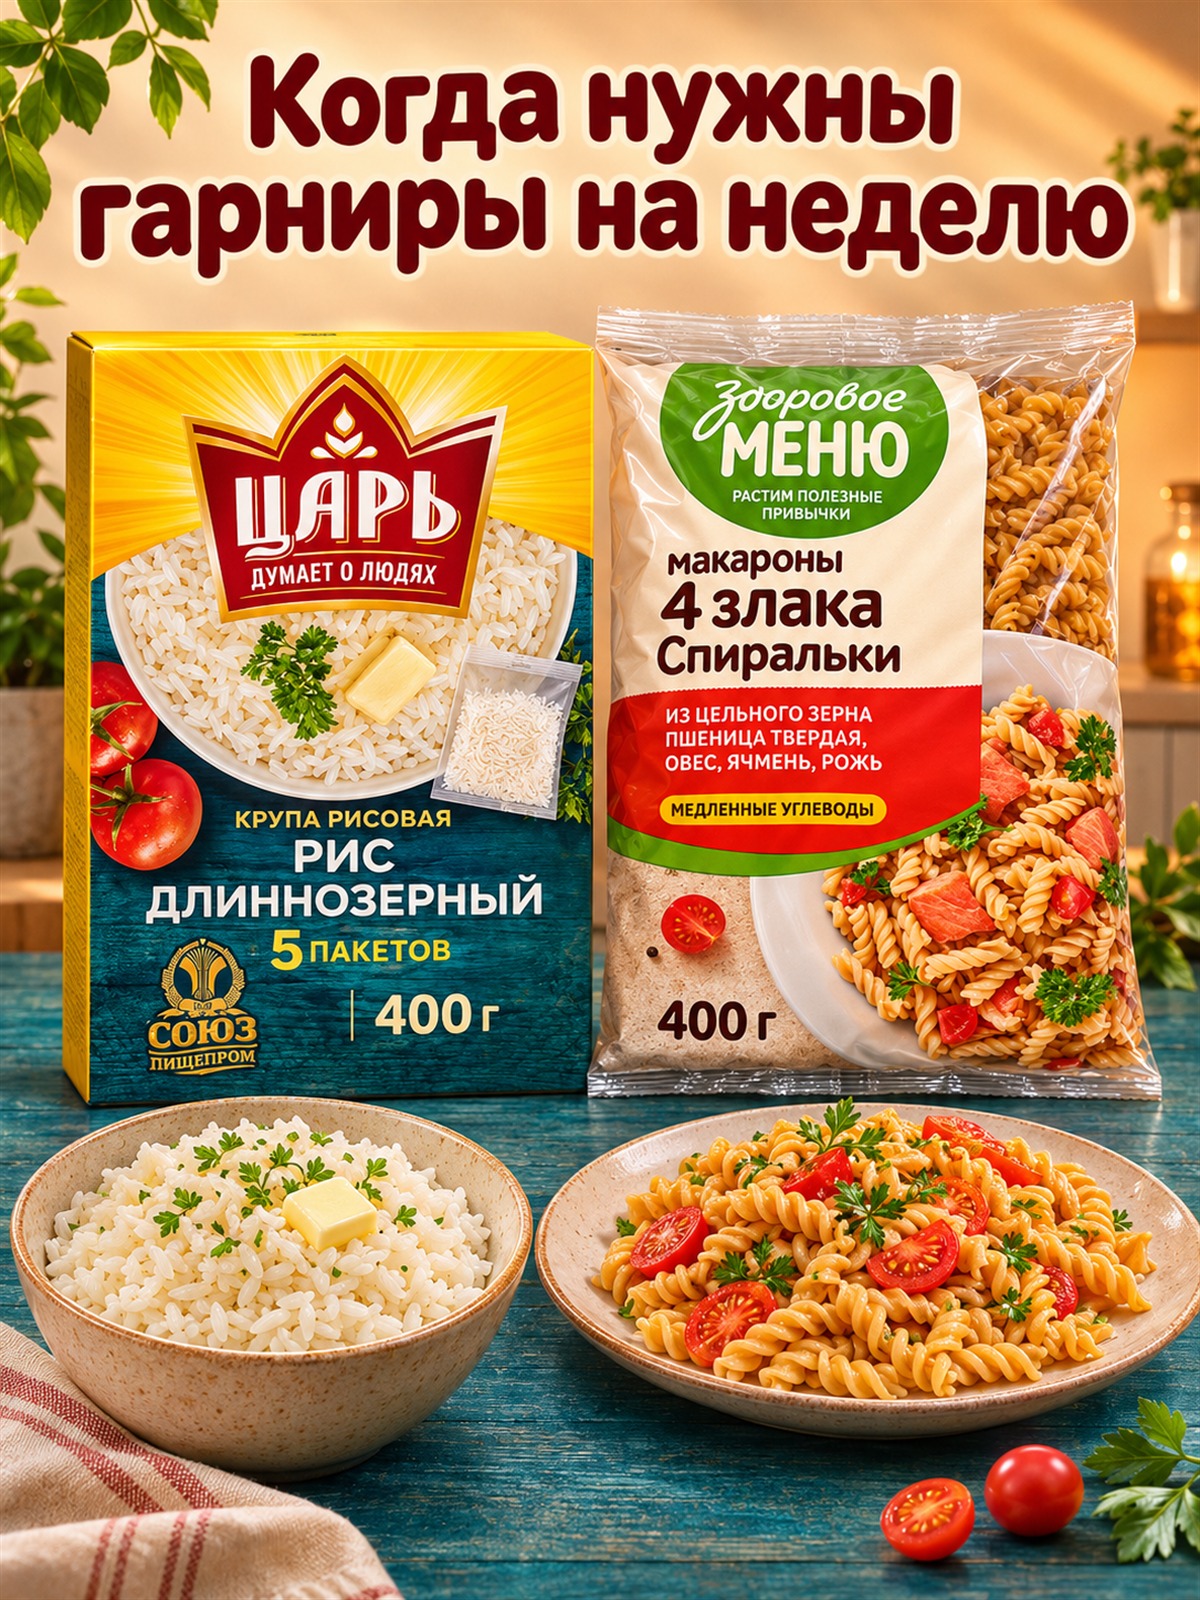 Когда нужны
гарниры на неделю
ЦАРЬ
ДУМАЕТ О ЛЮДЯХ
КРУПА РИСОВАЯ
РИС
ДЛИННОЗЕРНЫЙ
5 ПАКЕТОВ
СОЮЗ
ПИЩЕПРОМ
400 г
Здоровое
МЕНЮ
РАСТИМ ПОЛЕЗНЫЕ
ПРИВЫЧКИ
макароны
4 злака
Спиральки
ИЗ ЦЕЛЬНОГО ЗЕРНА
ПШЕНИЦА ТВЕРДАЯ,
ОВЕС, ЯЧМЕНЬ, РОЖЬ
МЕДЛЕННЫЕ УГЛЕВОДЫ
400 г